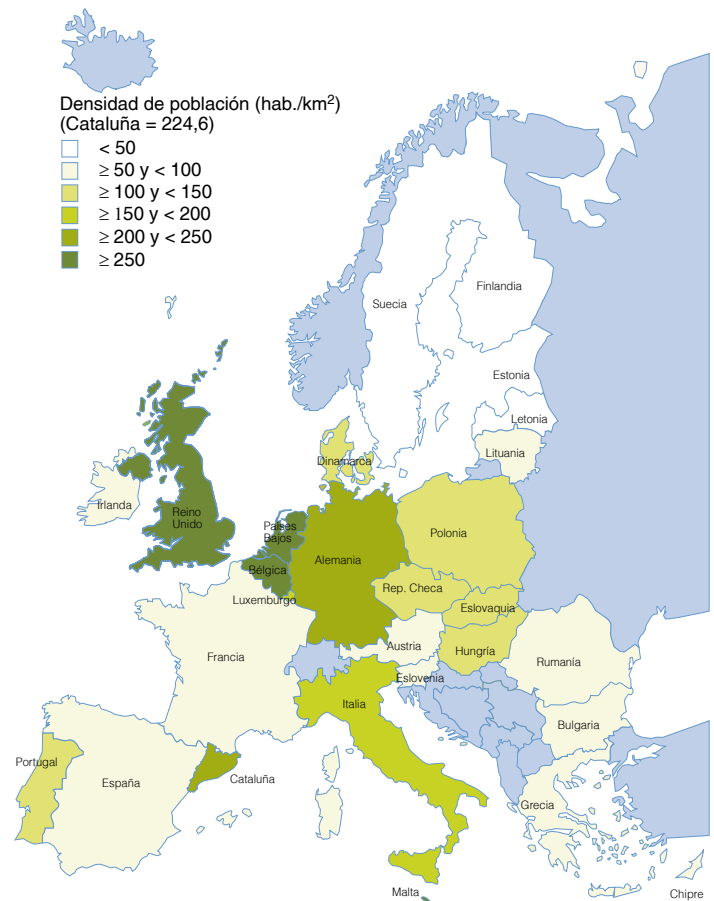 Densidad de población (hab./km²)
(Cataluña = 224,6)
< 50
≥ 50 y < 100
≥ 100 y < 150
≥ 150 y < 200
≥ 200 y < 250
≥ 250
Suecia
Finlandia
Estonia
Letonia
Lituania
Dinamarca
Irlanda
Reino
Unido
Países
Bajos
Bélgica
Luxemburgo
Alemania
Polonia
Rep. Checa
Eslovaquia
Austria
Hungría
Eslovenia
Rumanía
Francia
Italia
Bulgaria
Portugal
España
Cataluña
Grecia
Malta
Chipre